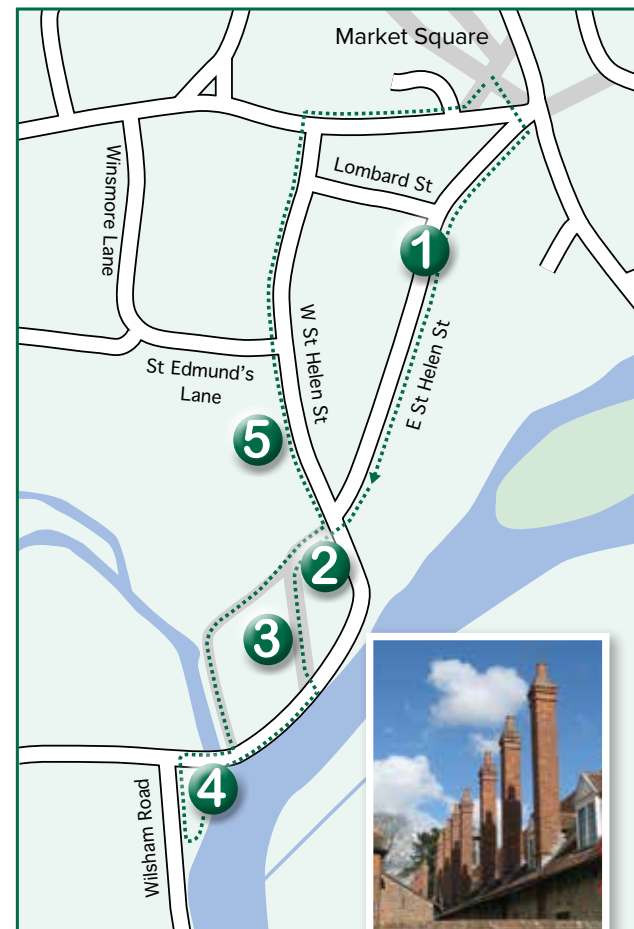 Market Square
Lombard St
Winsmore Lane
1
W St Helen St
E St Helen St
St Edmund's
Lane
5
2
3
4
Wilsham Road